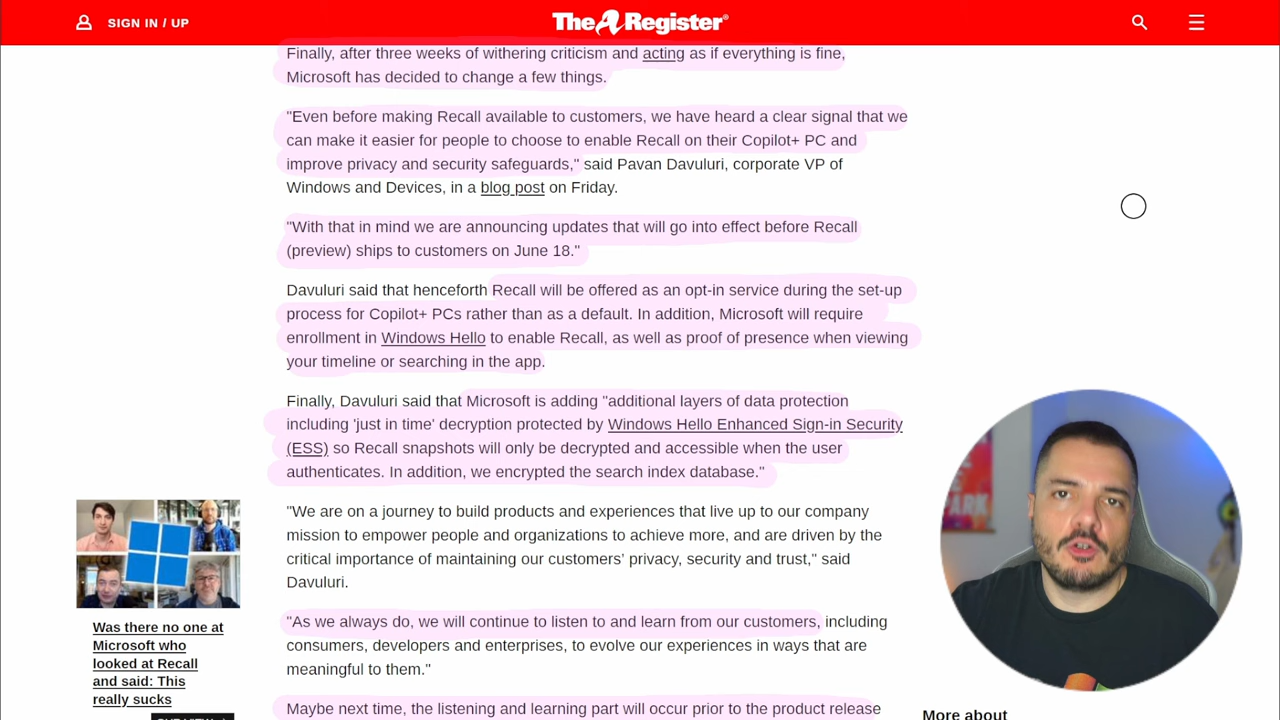 SIGN IN / UP
The Register®
Finally, after three weeks of withering criticism and acting as if everything is fine,
Microsoft has decided to change a few things.
"Even before making Recall available to customers, we have heard a clear signal that we
can make it easier for people to choose to enable Recall on their Copilot+ PC and
improve privacy and security safeguards," said Pavan Davuluri, corporate VP of
Windows and Devices, in a blog post on Friday.
"With that in mind we are announcing updates that will go into effect before Recall
(preview) ships to customers on June 18."
Davuluri said that henceforth Recall will be offered as an opt-in service during the set-up
process for Copilot+ PCs rather than as a default. In addition, Microsoft will require
enrollment in Windows Hello to enable Recall, as well as proof of presence when viewing
your timeline or searching in the app.
Finally, Davuluri said that Microsoft is adding "additional layers of data protection
including 'just in time' decryption protected by Windows Hello Enhanced Sign-in Security
(ESS) so Recall snapshots will only be decrypted and accessible when the user
authenticates. In addition, we encrypted the search index database."
"We are on a journey to build products and experiences that live up to our company
mission to empower people and organizations to achieve more, and are driven by the
critical importance of maintaining our customers' privacy, security and trust," said
Davuluri.
"As we always do, we will continue to listen to and learn from our customers, including
consumers, developers and enterprises, to evolve our experiences in ways that are
meaningful to them."
Maybe next time, the listening and learning part will occur prior to the product release
Was there no one at
Microsoft who
looked at Recall
and said: This
really sucks
More about